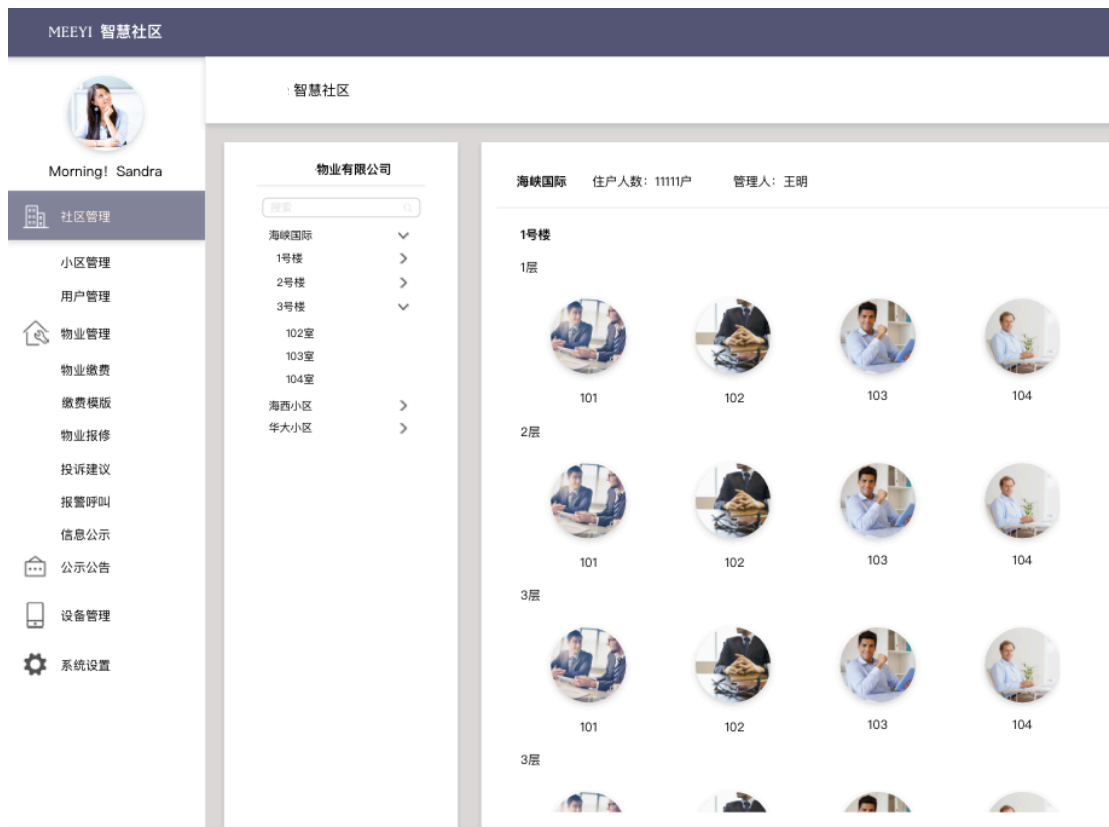 MEEYI 智慧社区
智慧社区
Morning! Sandra
社区管理
小区管理
用户管理
物业管理
物业缴费
缴费模版
物业报修
投诉建议
报警呼叫
信息公示
公示公告
设备管理
系统设置
物业有限公司
搜索
海峡国际
1号楼
2号楼
3号楼
102室
103室
104室
海西小区
华大小区
海峡国际 住户人数：11111户 管理人：王明
1号楼
1层
101 102 103 104
2层
101 102 103 104
3层
101 102 103 104
3层